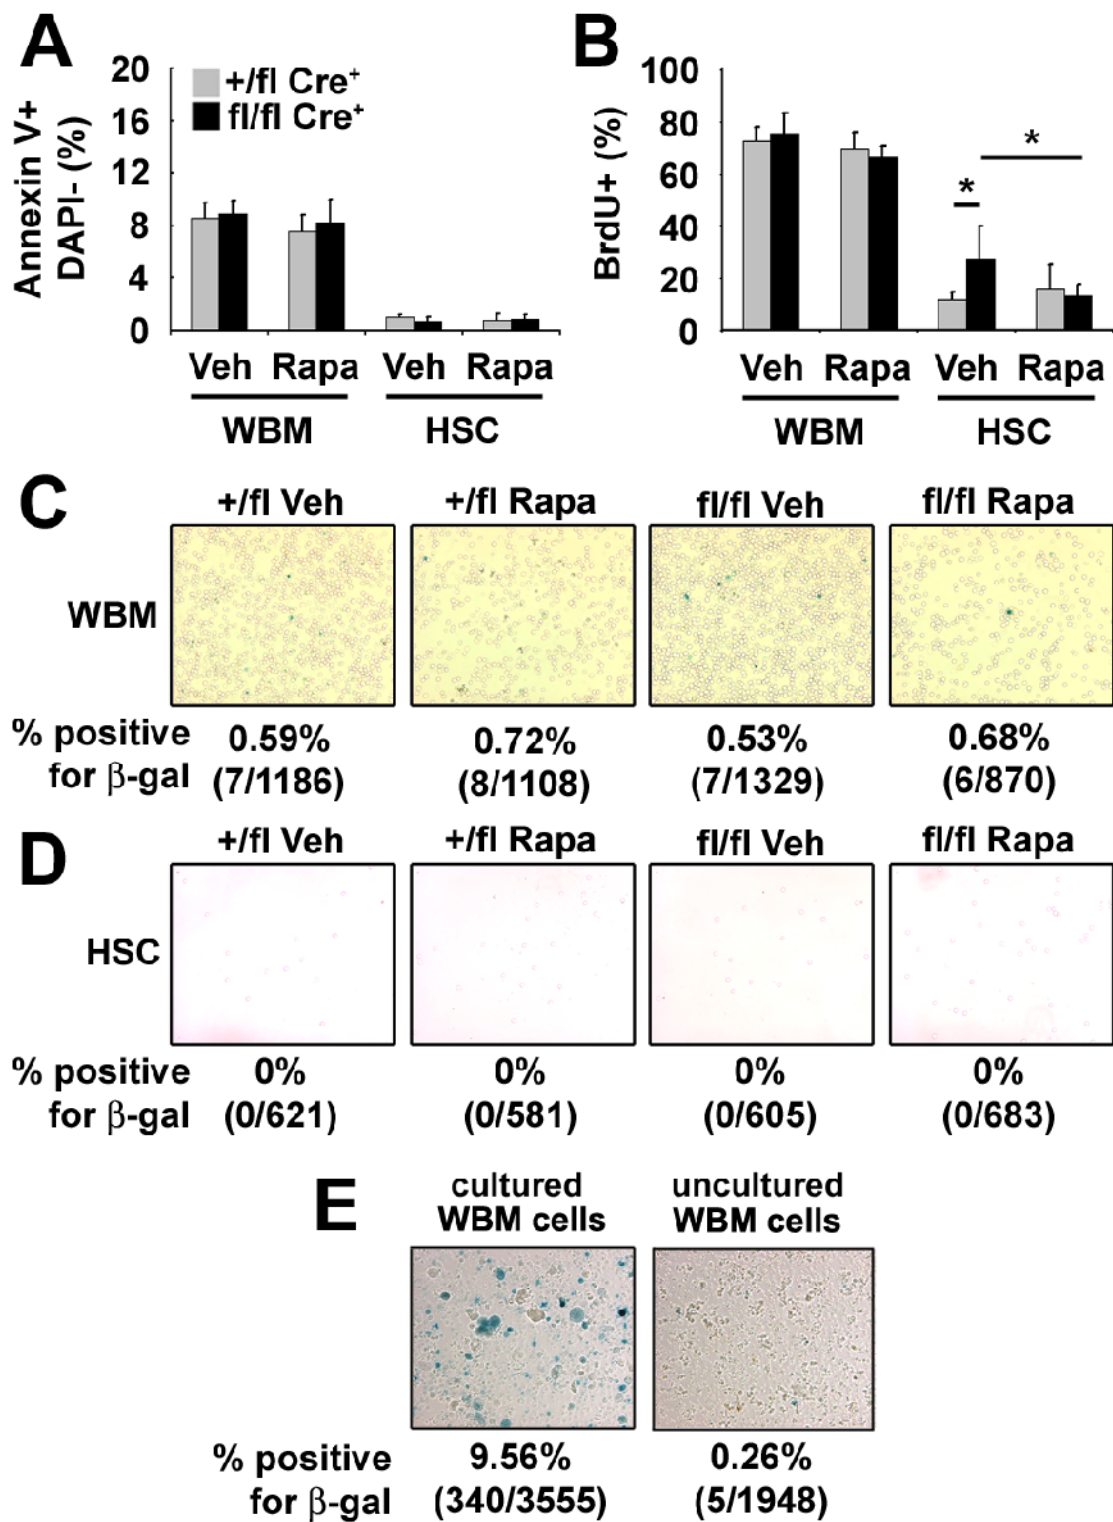 A
20
16
12
8
4
0
Annexin V+
DAPI- (%)
+/fl Cre⁺
fl/fl Cre⁺
Veh Rapa Veh Rapa
WBM HSC
B
100
80
60
40
20
0
BrdU+ (%)
*
*
Veh Rapa Veh Rapa
WBM HSC
C
+/fl Veh +/fl Rapa fl/fl Veh fl/fl Rapa
WBM
% positive 0.59% 0.72% 0.53% 0.68%
for β-gal (7/1186) (8/1108) (7/1329) (6/870)
D
+/fl Veh +/fl Rapa fl/fl Veh fl/fl Rapa
HSC
% positive 0% 0% 0% 0%
for β-gal (0/621) (0/581) (0/605) (0/683)
E
cultured uncultured
WBM cells WBM cells
% positive 9.56% 0.26%
for β-gal (340/3555) (5/1948)